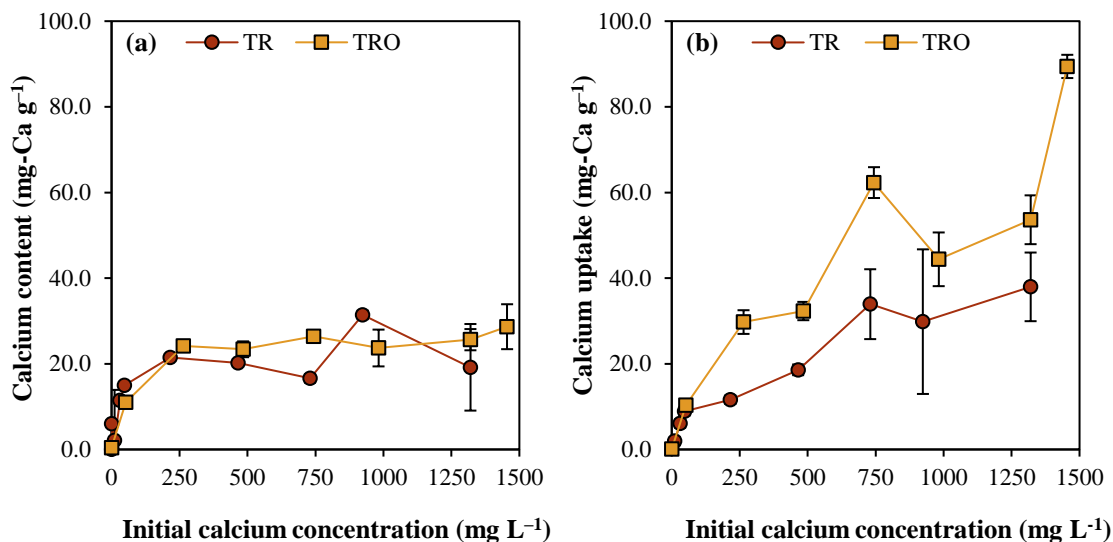 (a) TR TRO
Calcium content (mg-Ca g⁻¹)
100.0
80.0
60.0
40.0
20.0
0.0
0 250 500 750 1000 1250 1500
Initial calcium concentration (mg L⁻¹)
(b) TR TRO
Calcium uptake (mg-Ca g⁻¹)
100.0
80.0
60.0
40.0
20.0
0.0
0 250 500 750 1000 1250 1500
Initial calcium concentration (mg L⁻¹)